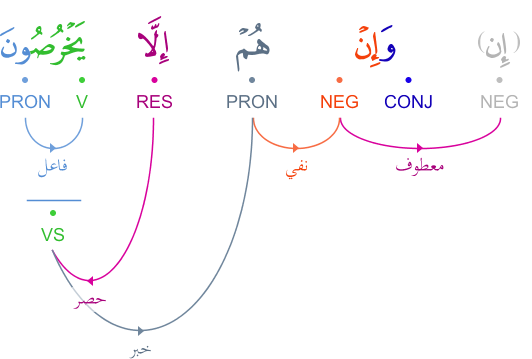 (إِن) وَإِنْ هُمْ إِلَّا يَخْرُصُونَ
NEG CONJ NEG PRON RES V PRON
معطوف نفي فاعل
VS
حصر
خبر